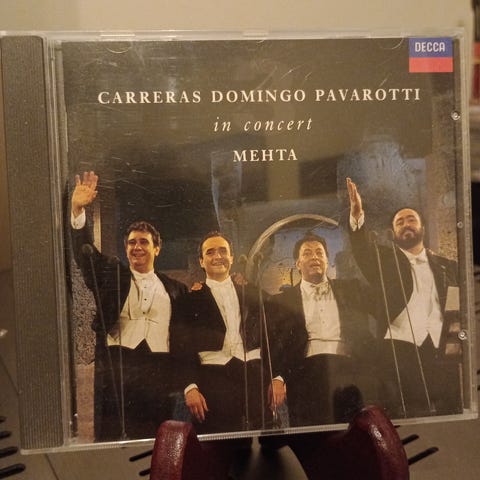 DECCA
CARRERAS DOMINGO PAVAROTTI
in concert
MEHTA